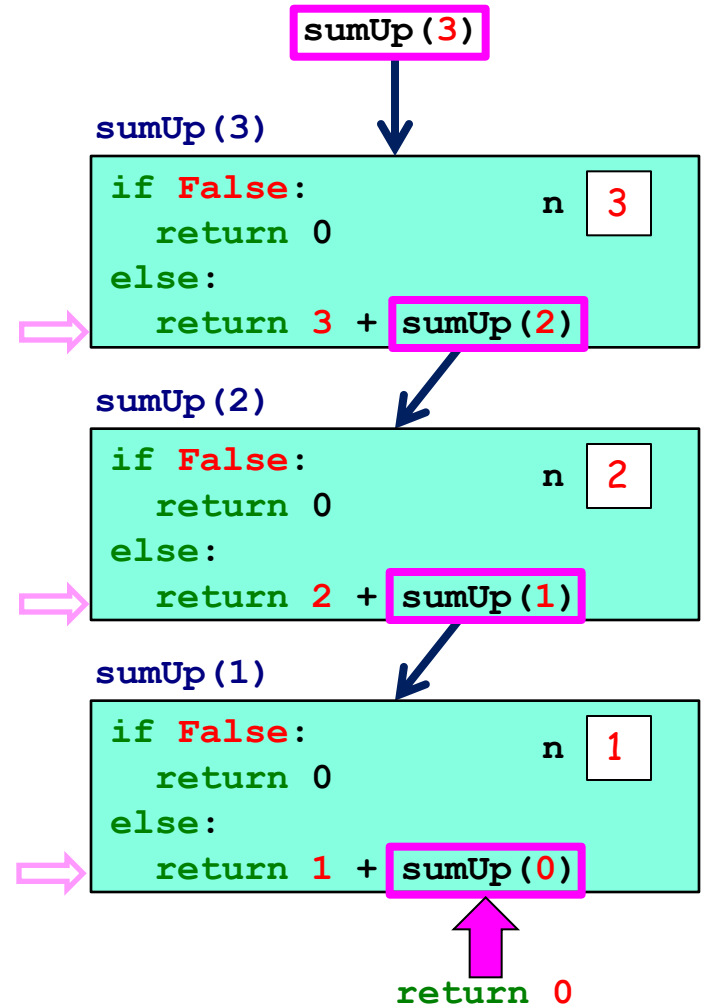 sumUp(3)
sumUp(3)
if False:
n 3
return 0
else:
return 3 + sumUp(2)
sumUp(2)
if False:
n 2
return 0
else:
return 2 + sumUp(1)
sumUp(1)
if False:
n 1
return 0
else:
return 1 + sumUp(0)
return 0